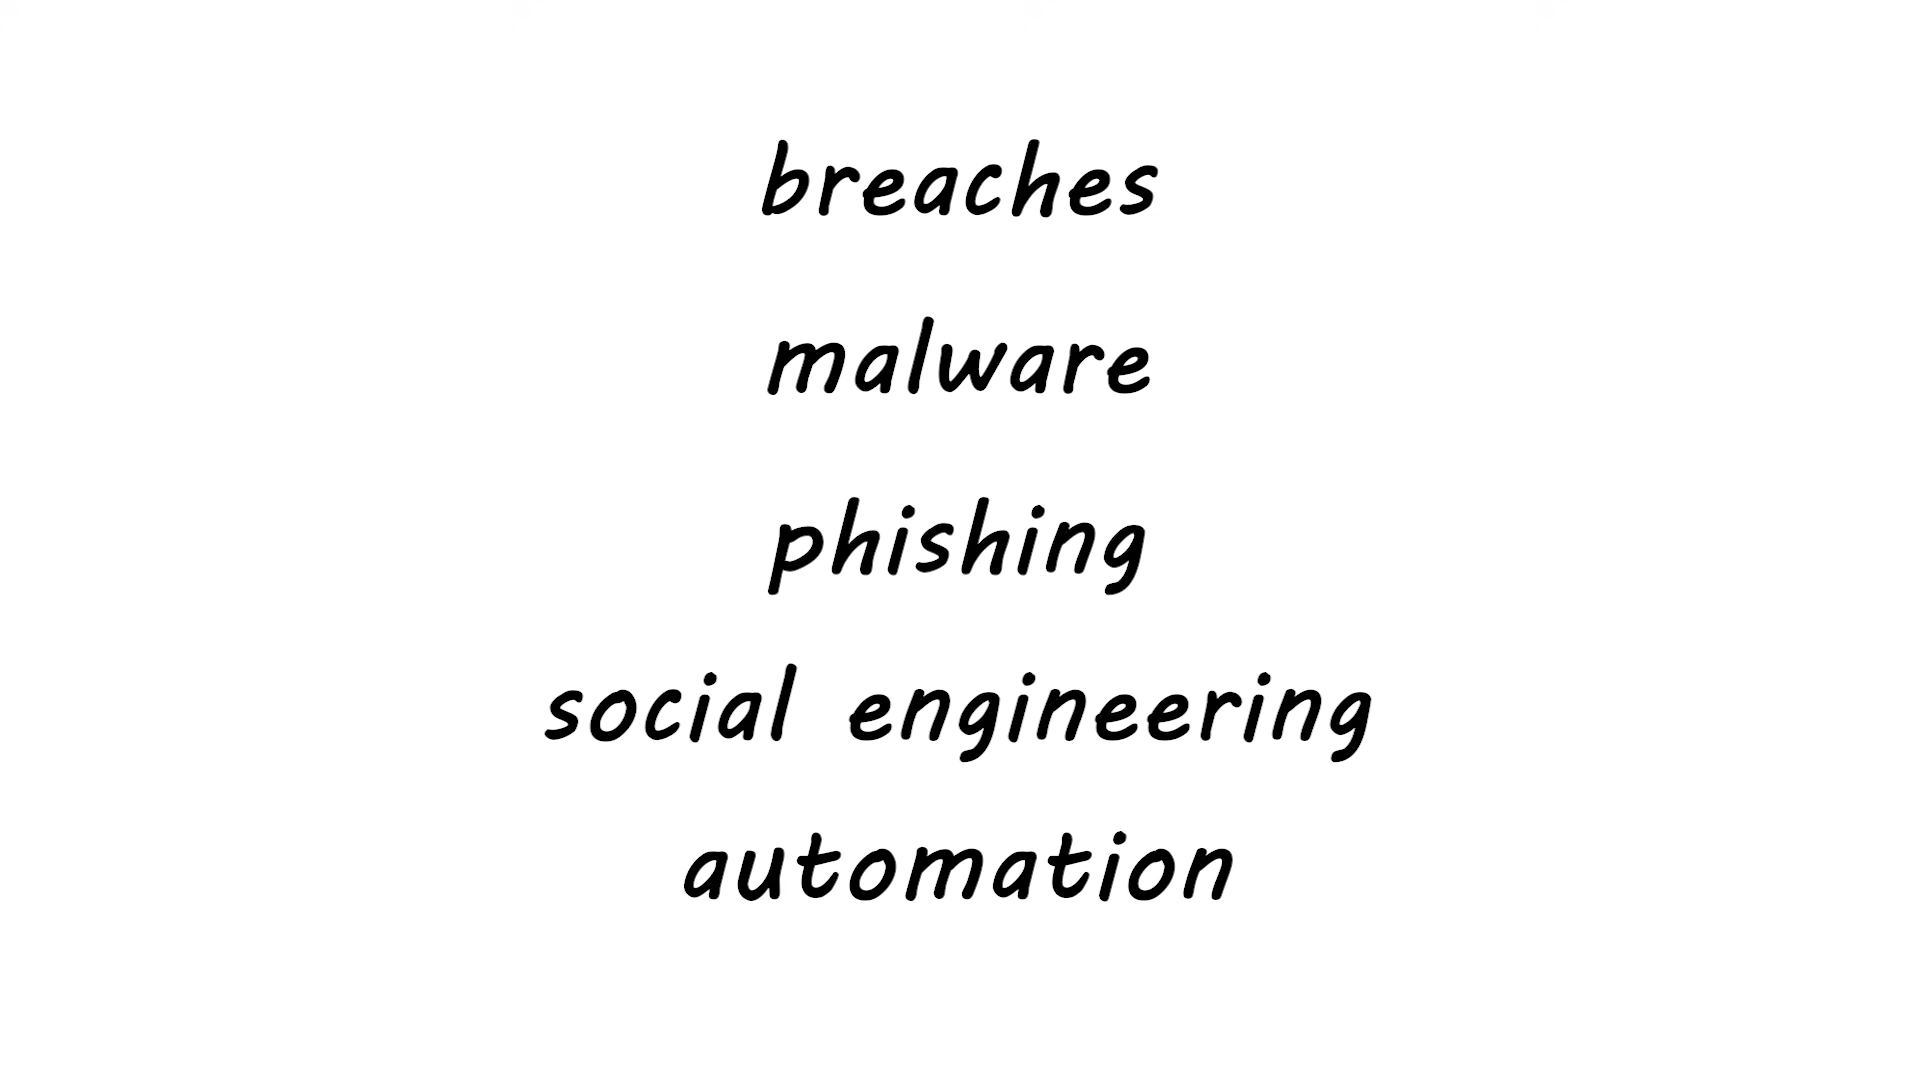 breaches
malware
phishing
social engineering
automation